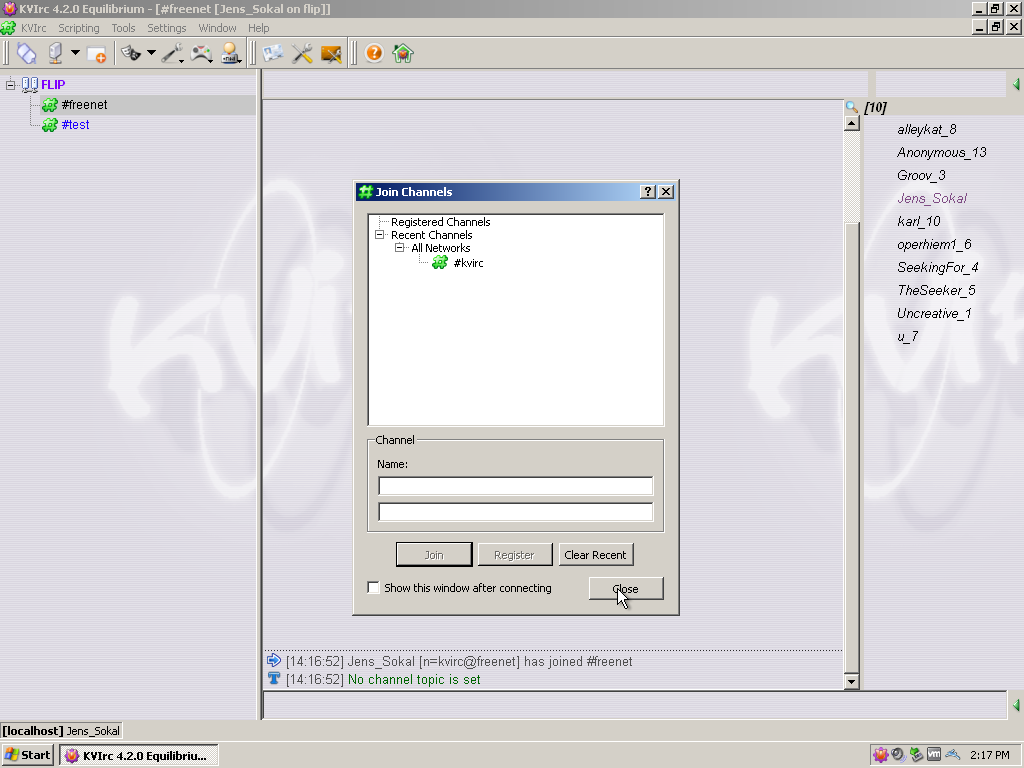 KVIrc 4.2.0 Equilibrium - [#freenet [Jens_Sokal on flip]]
KVIrc Scripting Tools Settings Window Help
FLIP
#freenet
#test
[10]
alleykat_8
Anonymous_13
Groov_3
Jens_Sokal
karl_10
operhiem1_6
SeekingFor_4
TheSeeker_5
Uncreative_1
u_7
Join Channels
Registered Channels
Recent Channels
All Networks
#kvirc
Channel
Name:
Join Register Clear Recent
Show this window after connecting Close
[14:16:52] Jens_Sokal [n=kvirc@freenet] has joined #freenet
[14:16:52] No channel topic is set
[localhost] Jens_Sokal
Start KVIrc 4.2.0 Equilibriu... 2:17 PM